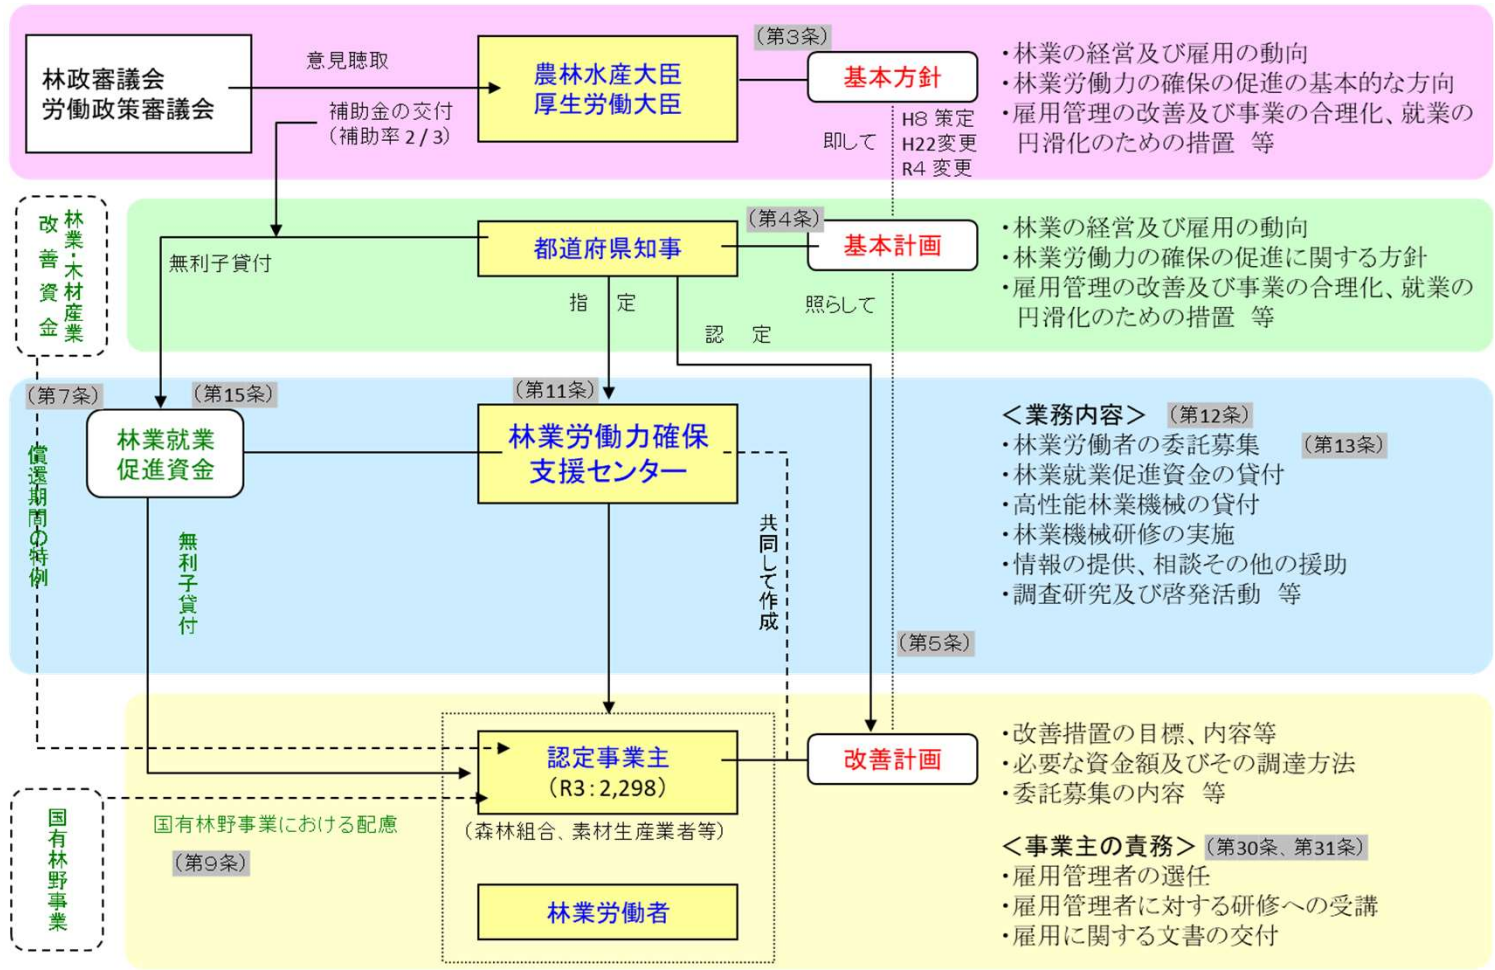 林政審議会
労働政策審議会
意見聴取
補助金の交付
（補助率２/３）
農林水産大臣
厚生労働大臣
（第３条）
基本方針
即して
H8 策定
H22変更
R4 変更
・林業の経営及び雇用の動向
・林業労働力の確保の促進の基本的な方向
・雇用管理の改善及び事業の合理化、就業の
円滑化のための措置　等
林業・木材産業
改善資金
無利子貸付
都道府県知事
（第４条）
基本計画
指　定
認　定
照らして
・林業の経営及び雇用の動向
・林業労働力の確保の促進に関する方針
・雇用管理の改善及び事業の合理化、就業の
円滑化のための措置　等
（第７条）
（第15条）
（第11条）
林業就業
促進資金
林業労働力確保
支援センター
償還期間の特例
無利子貸付
共同して作成
（第５条）
＜業務内容＞　（第12条）
・林業労働者の委託募集　（第13条）
・林業就業促進資金の貸付
・高性能林業機械の貸付
・林業機械研修の実施
・情報の提供、相談その他の援助
・調査研究及び啓発活動　等
認定事業主
（R3：2,298）
（森林組合、素材生産業者等）
改善計画
国有林野事業
国有林野事業における配慮
（第９条）
林業労働者
・改善措置の目標、内容等
・必要な資金額及びその調達方法
・委託募集の内容　等
＜事業主の責務＞（第30条、第31条）
・雇用管理者の選任
・雇用管理者に対する研修への受講
・雇用に関する文書の交付